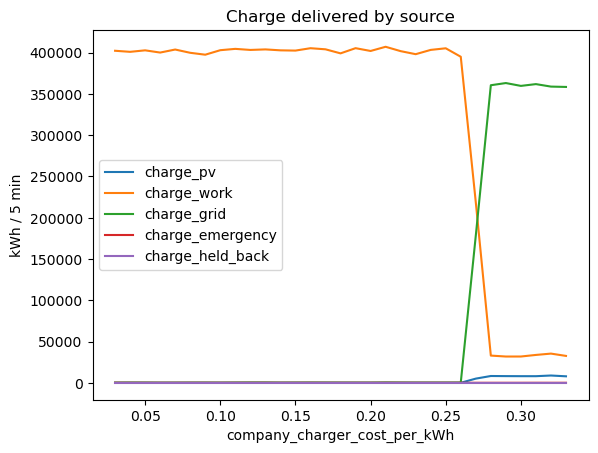 Charge delivered by source
kWh / 5 min
400000
350000
300000
250000
200000
150000
100000
50000
0
charge_pv
charge_work
charge_grid
charge_emergency
charge_held_back
0.05 0.10 0.15 0.20 0.25 0.30
company_charger_cost_per_kWh